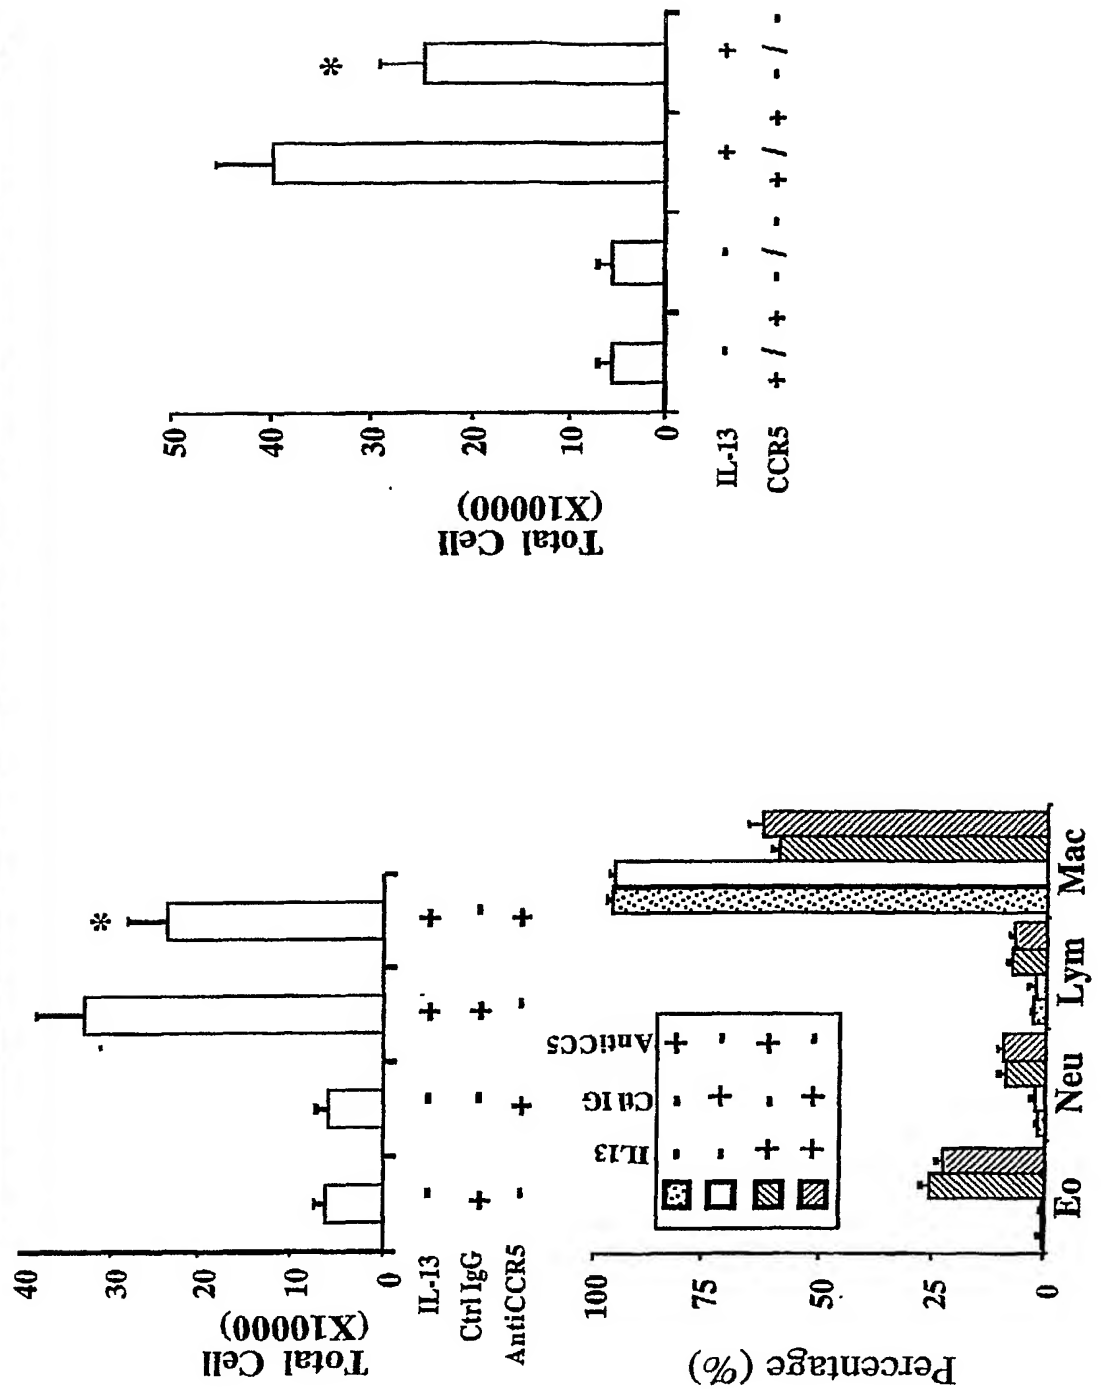 40
30
20
10
0
Total Cell
(X10000)
IL-13 - - + +
Ctrl IgG + - + -
AntiCCR5 - + - +
*
50
40
30
20
10
0
Total Cell
(X10000)
IL-13 - - + +
CCR5 +/+ -/- +/+ -/-
*
100
75
50
25
0
Percentage (%)
Eo Neu Lym Mac
IL13 Ctl IG AntiCC5
- - +
- + -
+ - +
+ + -